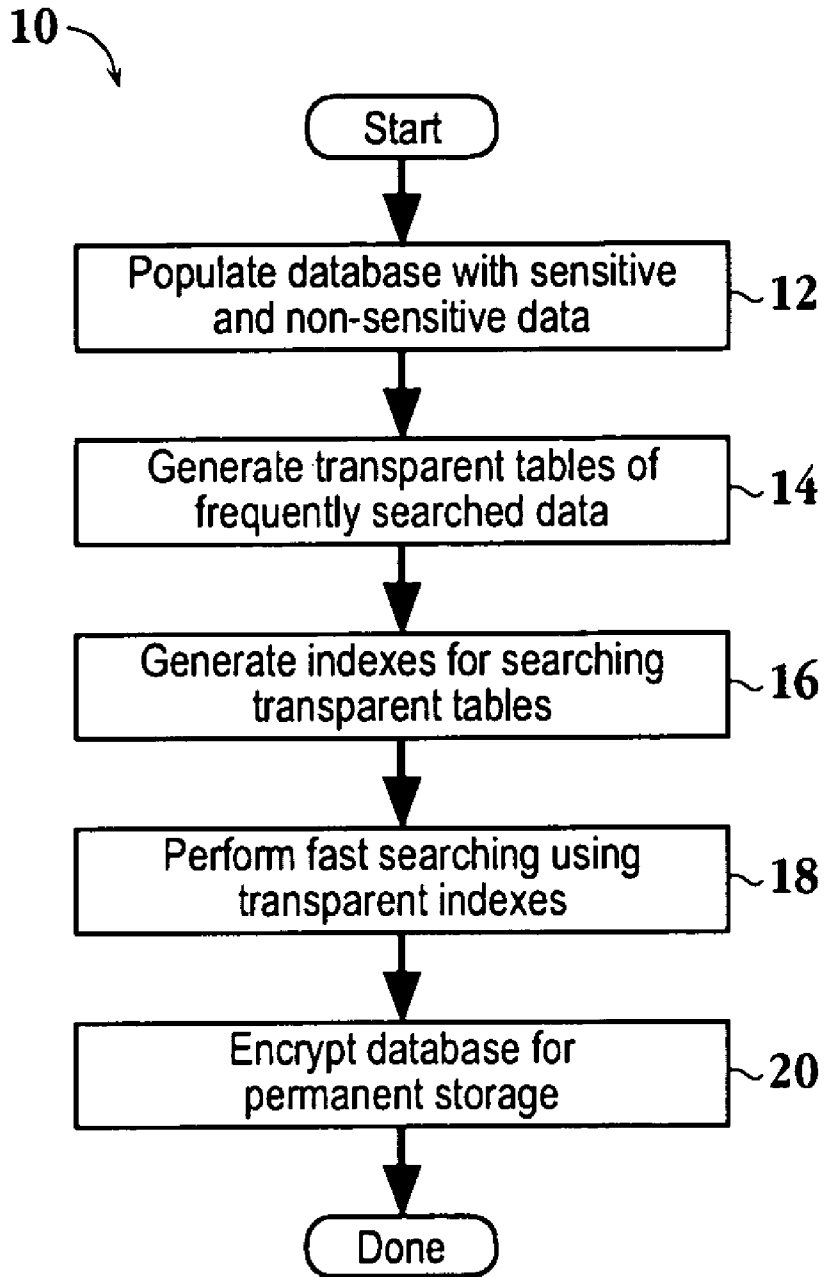 10
Start
Populate database with sensitive
and non-sensitive data
12
Generate transparent tables of
frequently searched data
14
Generate indexes for searching
transparent tables
16
Perform fast searching using
transparent indexes
18
Encrypt database for
permanent storage
20
Done